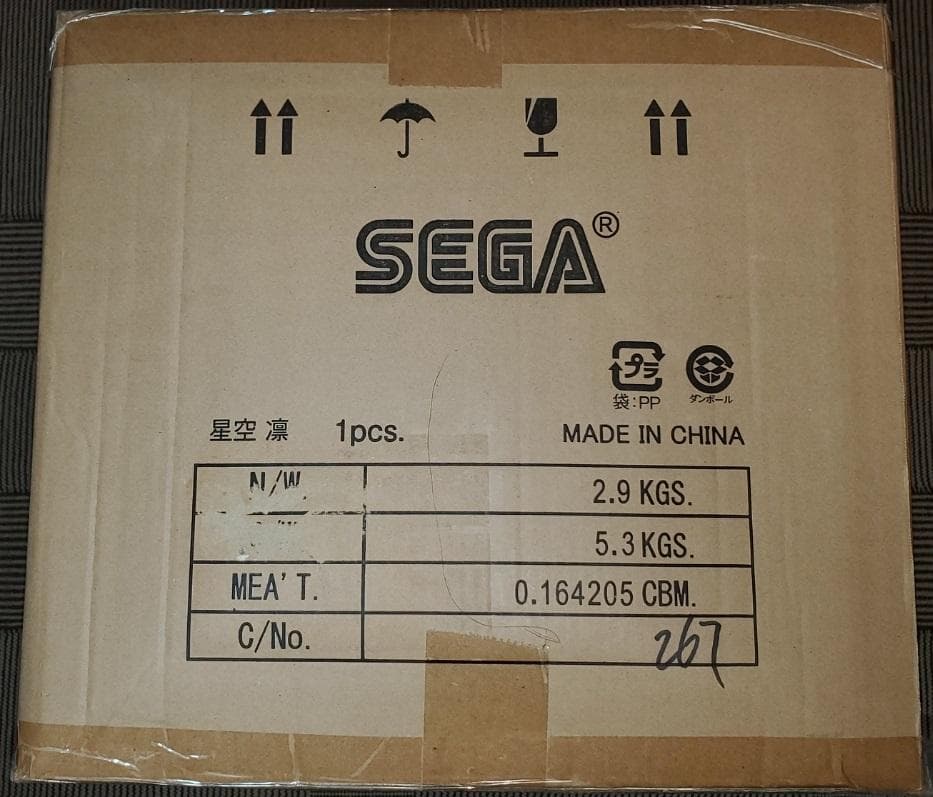 SEGA®
プラ
袋:PP
ダンボール
星空 凛 1pcs. MADE IN CHINA
N/W. 2.9 KGS.
5.3 KGS.
MEA'T. 0.164205 CBM.
C/No. 267